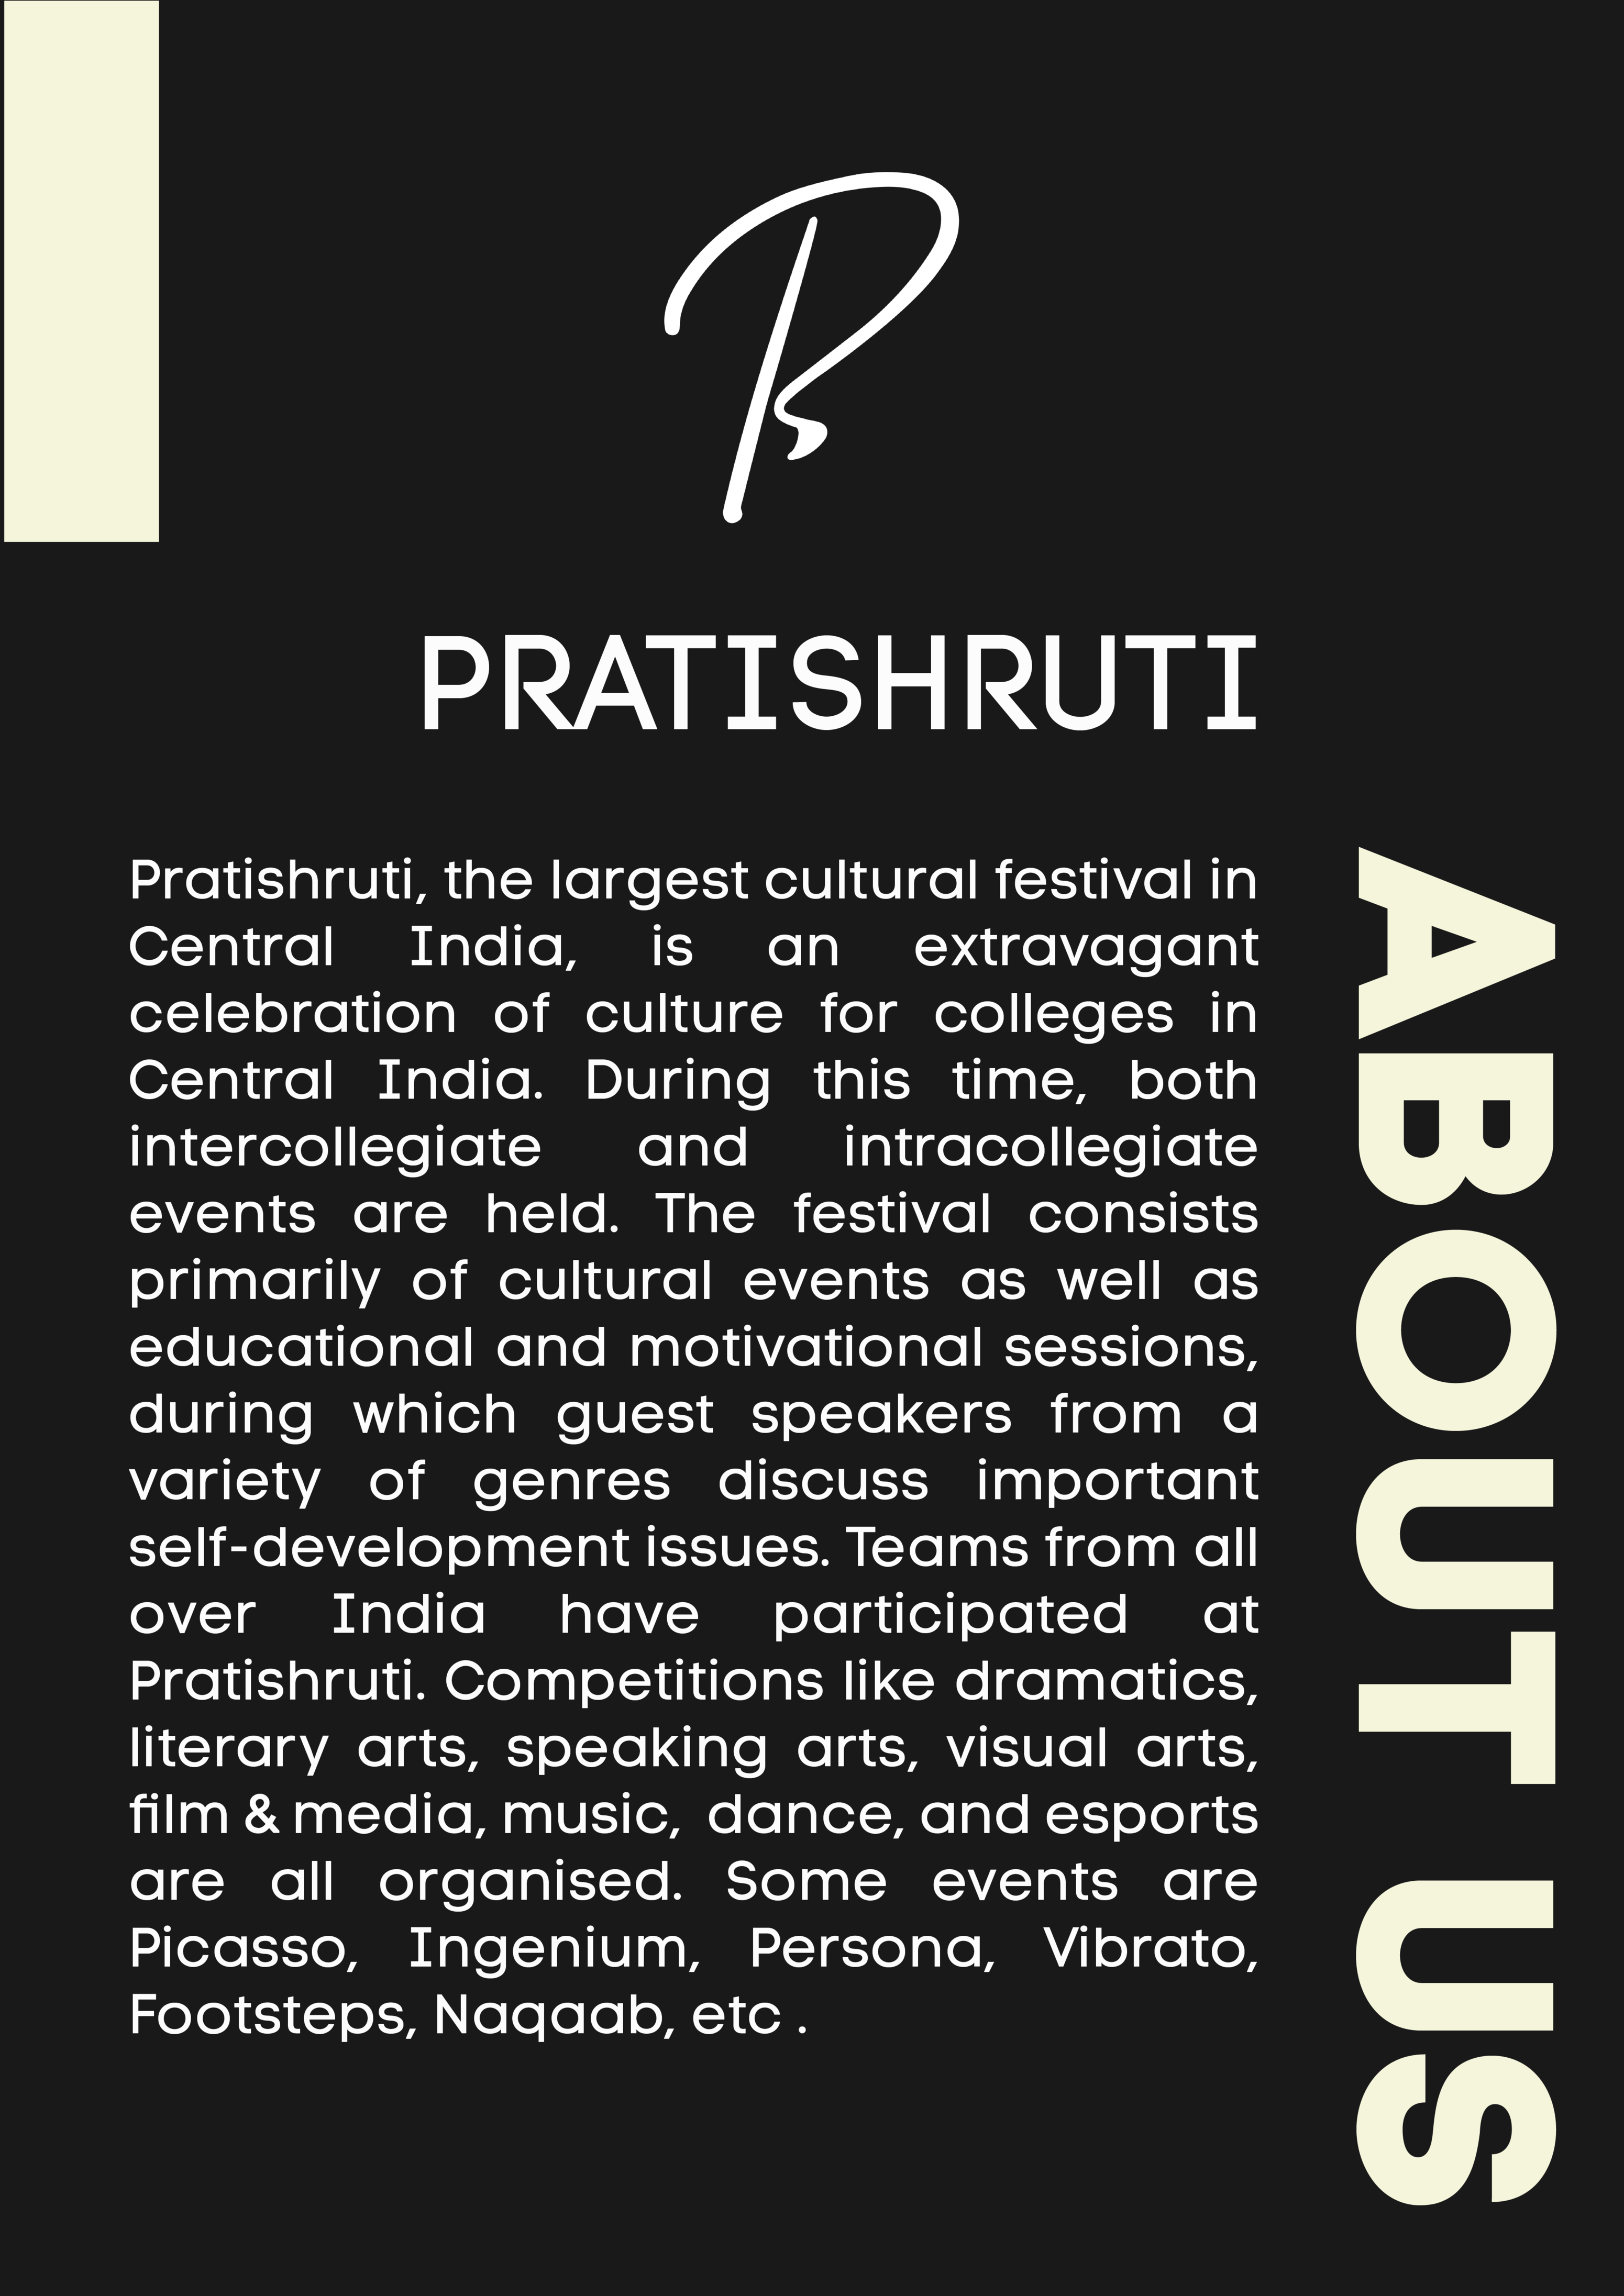 PRATISHRUTI
Pratishruti, the largest cultural festival in
Central India, is an extravagant
celebration of culture for colleges in
Central India. During this time, both
intercollegiate and intracollegiate
events are held. The festival consists
primarily of cultural events as well as
educational and motivational sessions,
during which guest speakers from a
variety of genres discuss important
self-development issues. Teams from all
over India have participated at
Pratishruti. Competitions like dramatics,
literary arts, speaking arts, visual arts,
film & media, music, dance, and esports
are all organised. Some events are
Picasso, Ingenium, Persona, Vibrato,
Footsteps, Naqaab, etc .
ABOUT US